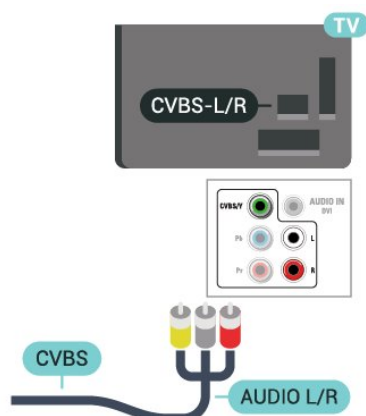 TV
CVBS-L/R
CVBS/Y
AUDIO IN
DVI
Pb
L
Pr
R
CVBS
AUDIO L/R